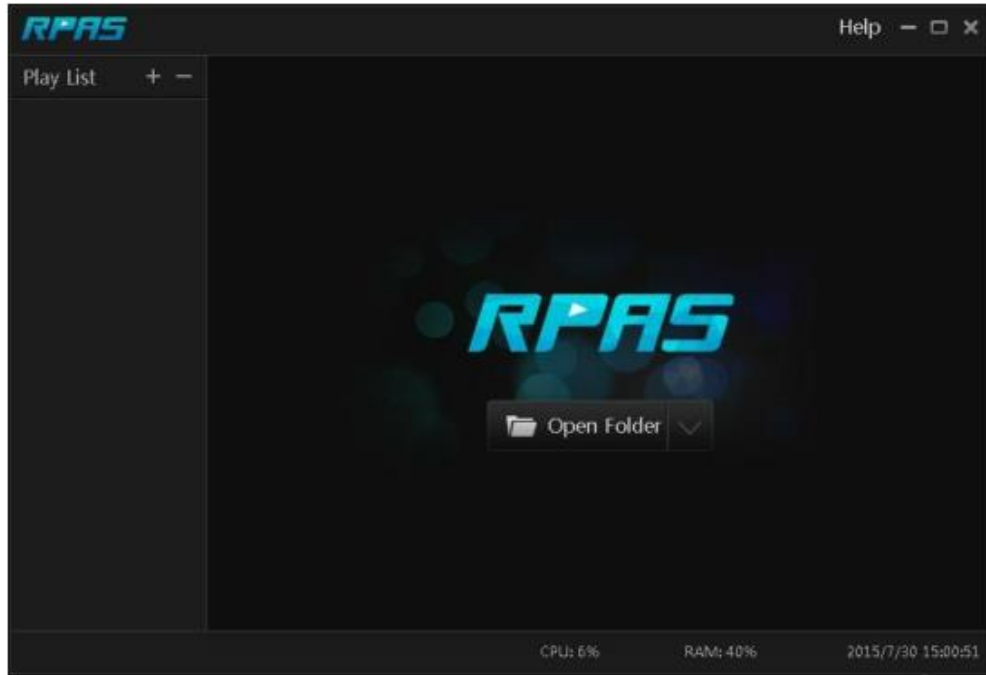 RPAS
Help
Play List + −
RPAS
Open Folder
CPU: 6% RAM: 40% 2015/7/30 15:00:51